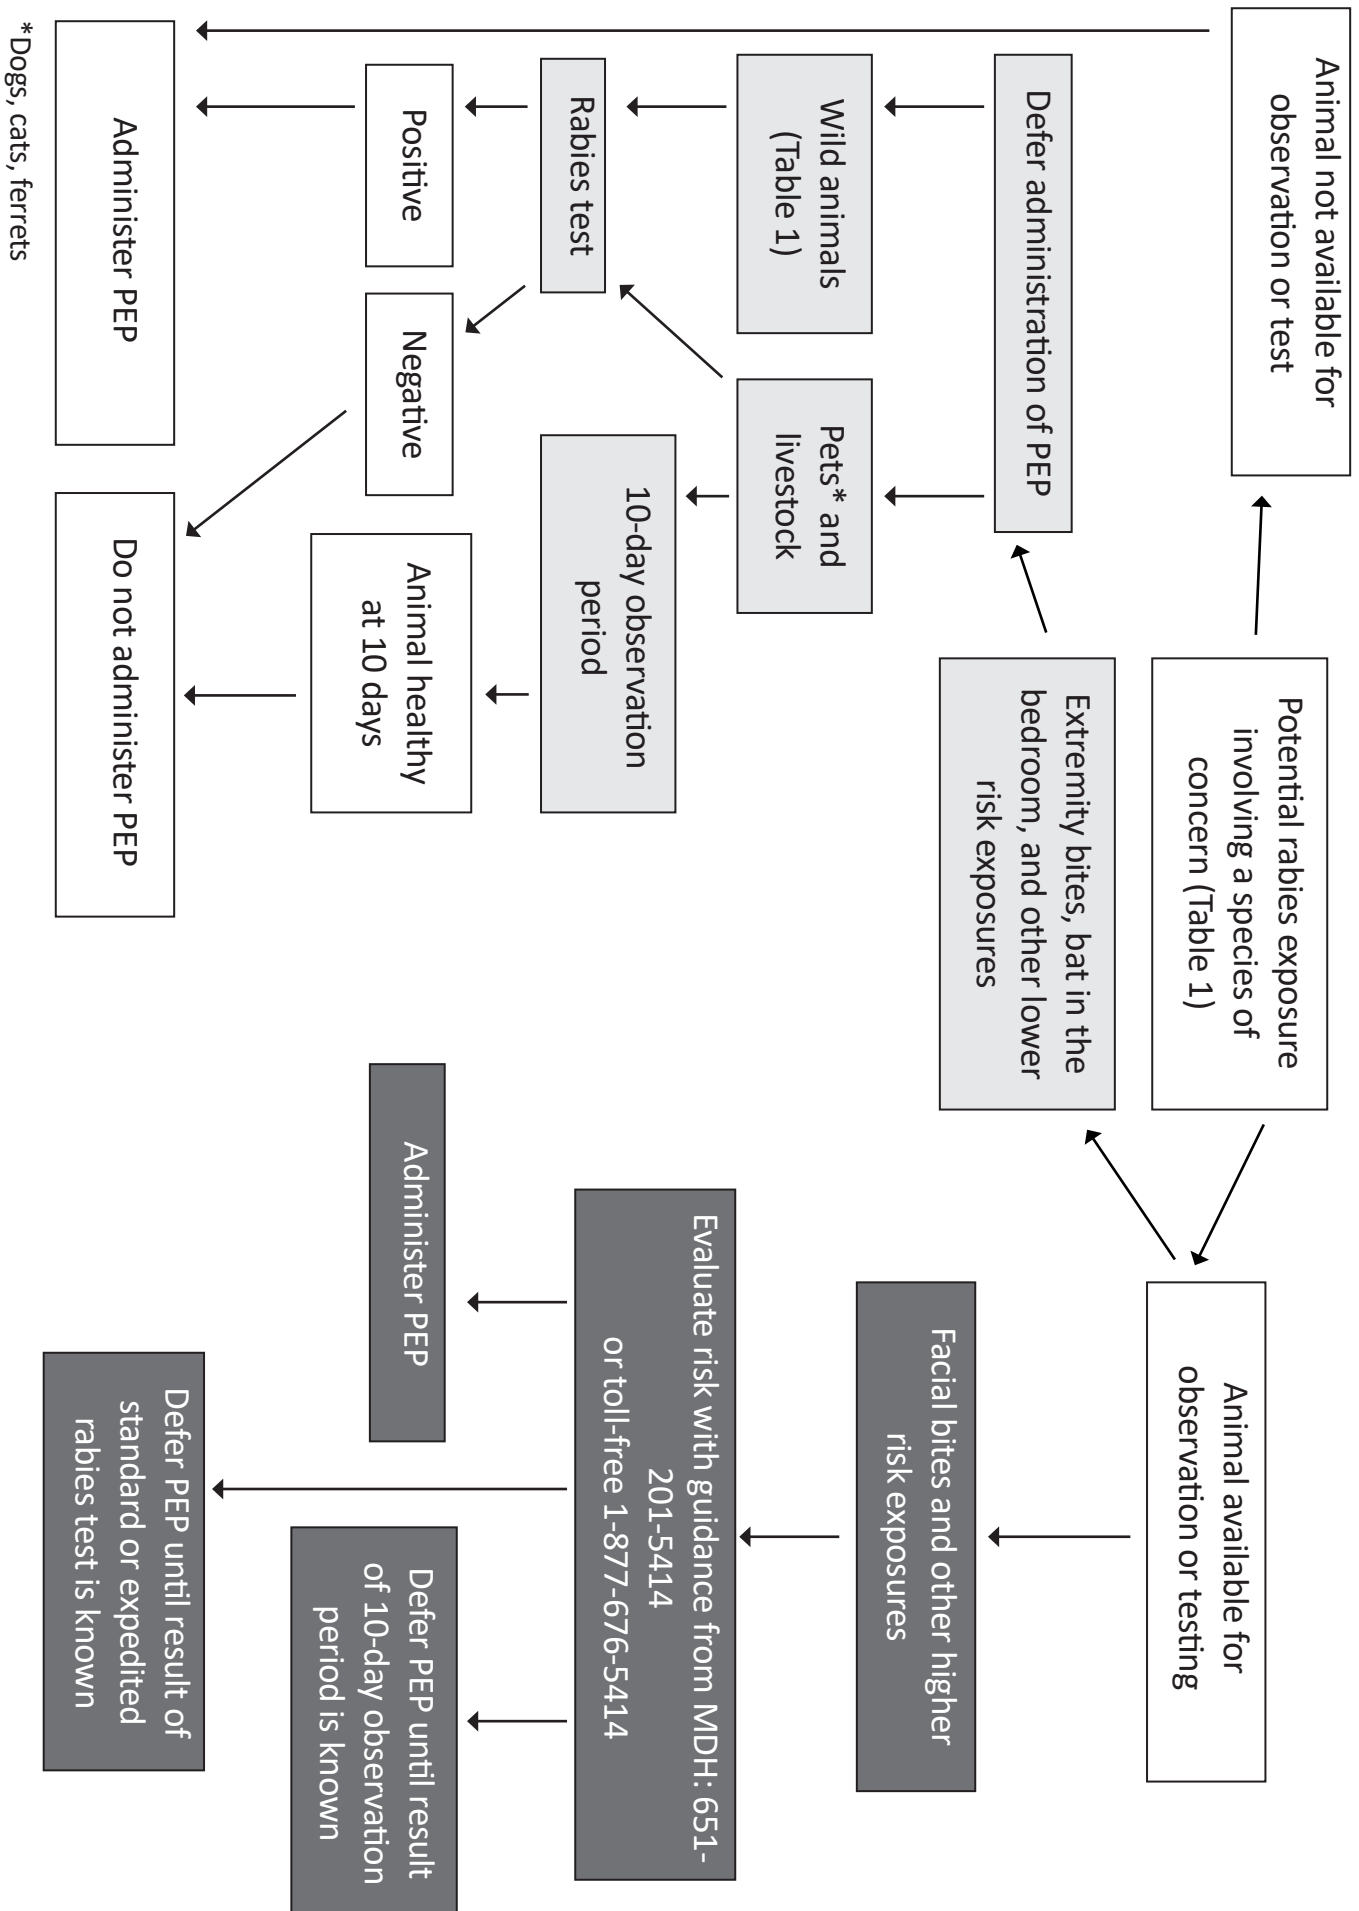 Potential rabies exposure
involving a species of
concern (Table 1)
Animal not available for
observation or test
Animal available for
observation or testing
Extremity bites, bat in the
bedroom, and other lower
risk exposures
Defer administration of PEP
Facial bites and other higher
risk exposures
Wild animals
(Table 1)
Pets* and
livestock
Evaluate risk with guidance from MDH: 651-
201-5414
or toll-free 1-877-676-5414
Rabies test
10-day observation
period
Positive
Negative
Animal healthy
at 10 days
Administer PEP
Defer PEP until result
of 10-day observation
period is known
Administer PEP
Do not administer PEP
Defer PEP until result of
standard or expedited
rabies test is known
*Dogs, cats, ferrets